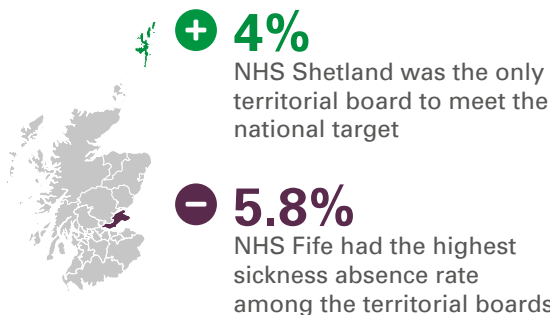 4%
NHS Shetland was the only
territorial board to meet the
national target
5.8%
NHS Fife had the highest
sickness absence rate
among the territorial boards